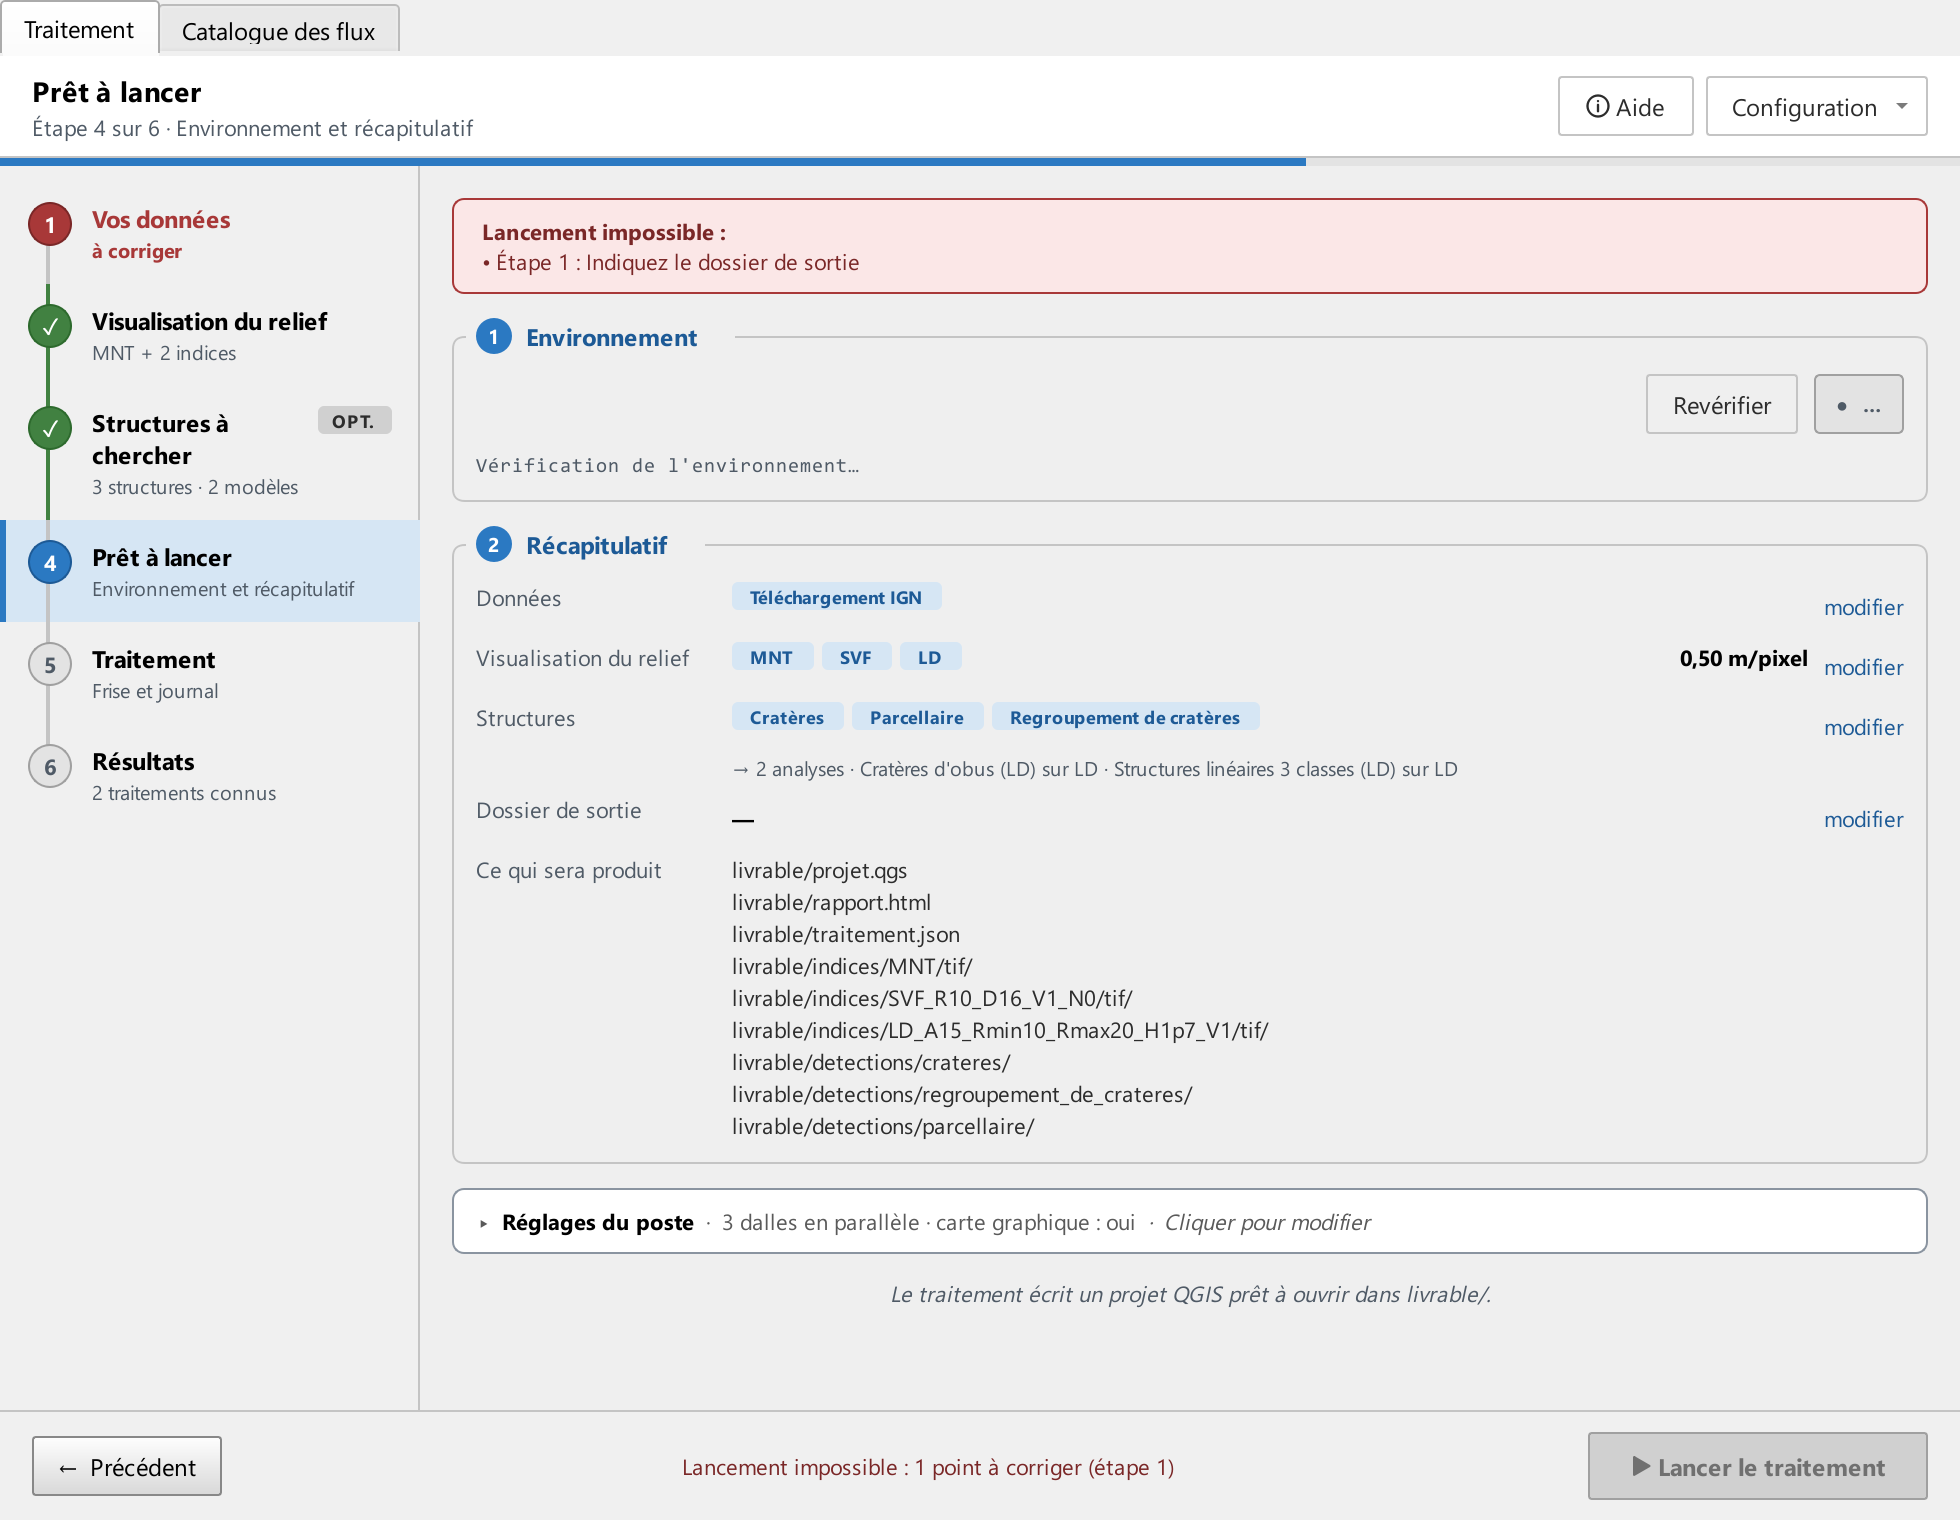 Traitement
Catalogue des flux
Prêt à lancer
Étape 4 sur 6 · Environnement et récapitulatif
Aide
Configuration
1
Vos données
à corriger
✓
Visualisation du relief
MNT + 2 indices
✓
Structures à
chercher
OPT.
3 structures · 2 modèles
4
Prêt à lancer
Environnement et récapitulatif
5
Traitement
Frise et journal
6
Résultats
2 traitements connus
Lancement impossible :
• Étape 1 : Indiquez le dossier de sortie
1 Environnement
Revérifier
• ...
Vérification de l'environnement…
2 Récapitulatif
Données Téléchargement IGN modifier
Visualisation du relief MNT SVF LD 0,50 m/pixel modifier
Structures Cratères Parcellaire Regroupement de cratères modifier
→ 2 analyses · Cratères d'obus (LD) sur LD · Structures linéaires 3 classes (LD) sur LD
Dossier de sortie — modifier
Ce qui sera produit livrable/projet.qgs
livrable/rapport.html
livrable/traitement.json
livrable/indices/MNT/tif/
livrable/indices/SVF_R10_D16_V1_N0/tif/
livrable/indices/LD_A15_Rmin10_Rmax20_H1p7_V1/tif/
livrable/detections/crateres/
livrable/detections/regroupement_de_crateres/
livrable/detections/parcellaire/
▸ Réglages du poste · 3 dalles en parallèle · carte graphique : oui · Cliquer pour modifier
Le traitement écrit un projet QGIS prêt à ouvrir dans livrable/.
← Précédent
Lancement impossible : 1 point à corriger (étape 1)
▶ Lancer le traitement